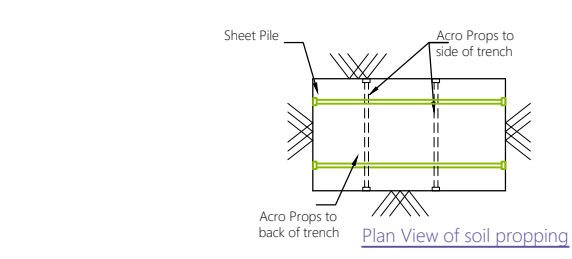 Sheet Pile
Acro Props to
side of trench
Acro Props to
back of trench
Plan View of soil propping